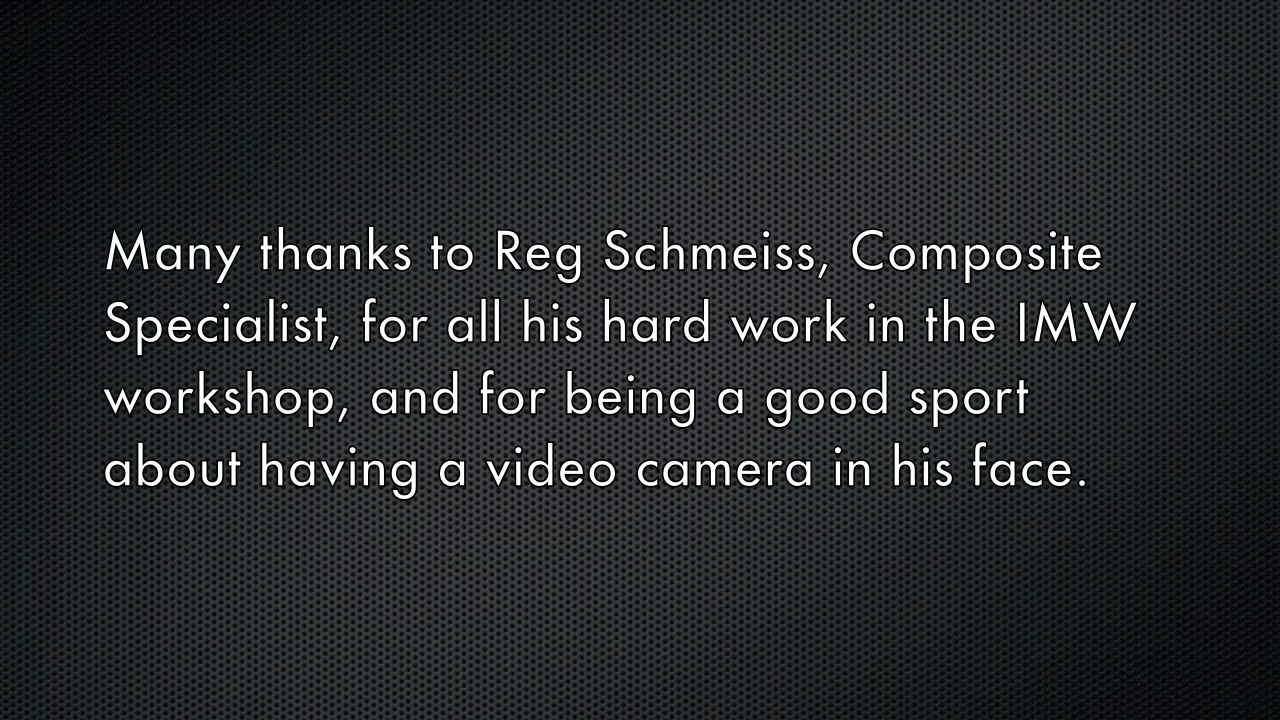 Many thanks to Reg Schmeiss, Composite
Specialist, for all his hard work in the IMW
workshop, and for being a good sport
about having a video camera in his face.